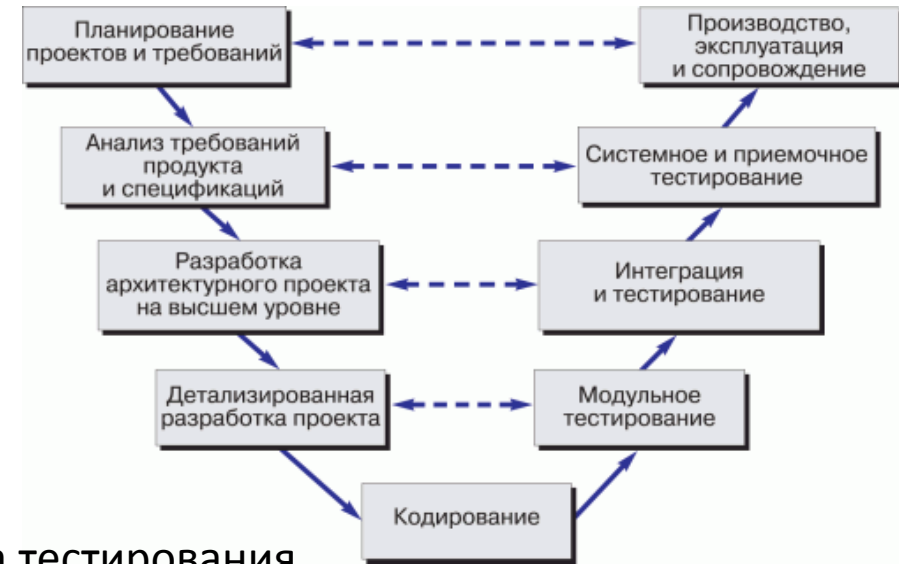 Планирование
проектов и требований
Производство,
эксплуатация
и сопровождение
Анализ требований
продукта
и спецификаций
Системное и приемочное
тестирование
Разработка
архитектурного проекта
на высшем уровне
Интеграция
и тестирование
Детализированная
разработка проекта
Модульное
тестирование
Кодирование
тестирования